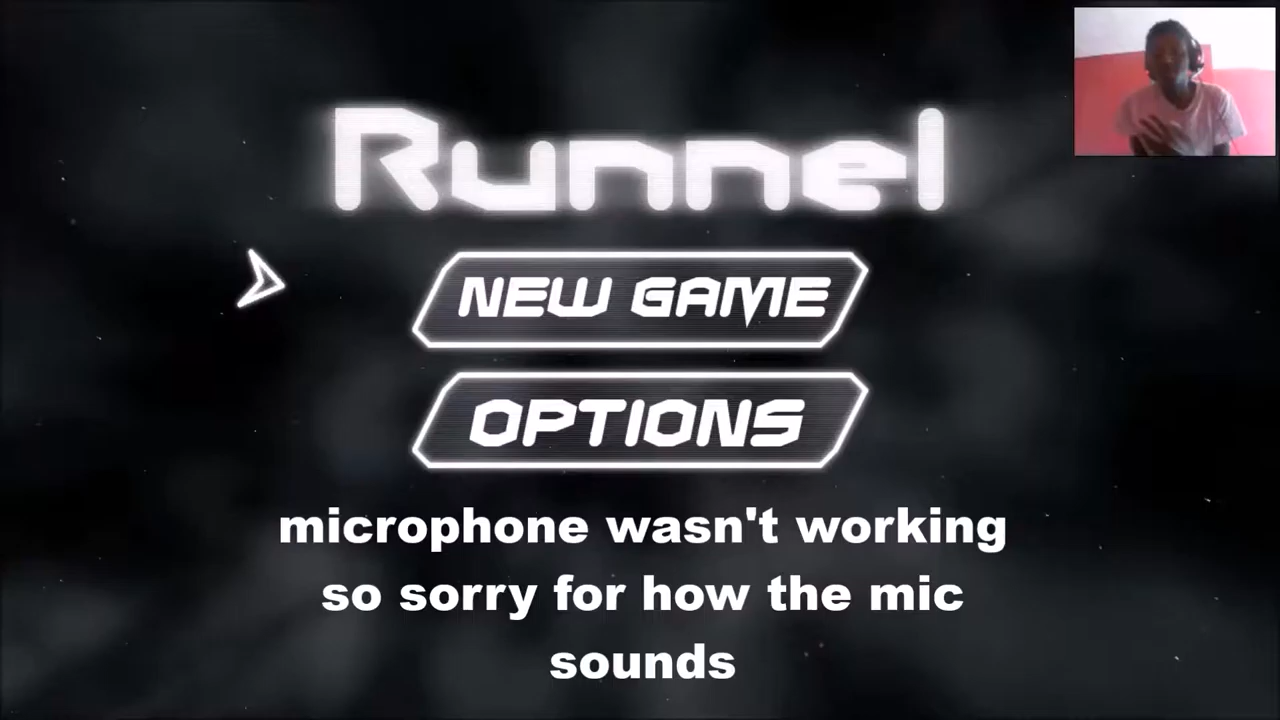 Runnel
NEW GAME
OPTIONS
microphone wasn't working
so sorry for how the mic
sounds